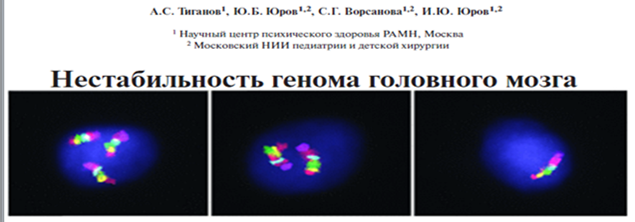 А.С. Тиганов¹, Ю.Б. Юров¹,², С.Г. Ворсанова¹,², И.Ю. Юров¹,²
¹ Научный центр психического здоровья РАМН, Москва
² Московский НИИ педиатрии и детской хирургии
Нестабильность генома головного мозга